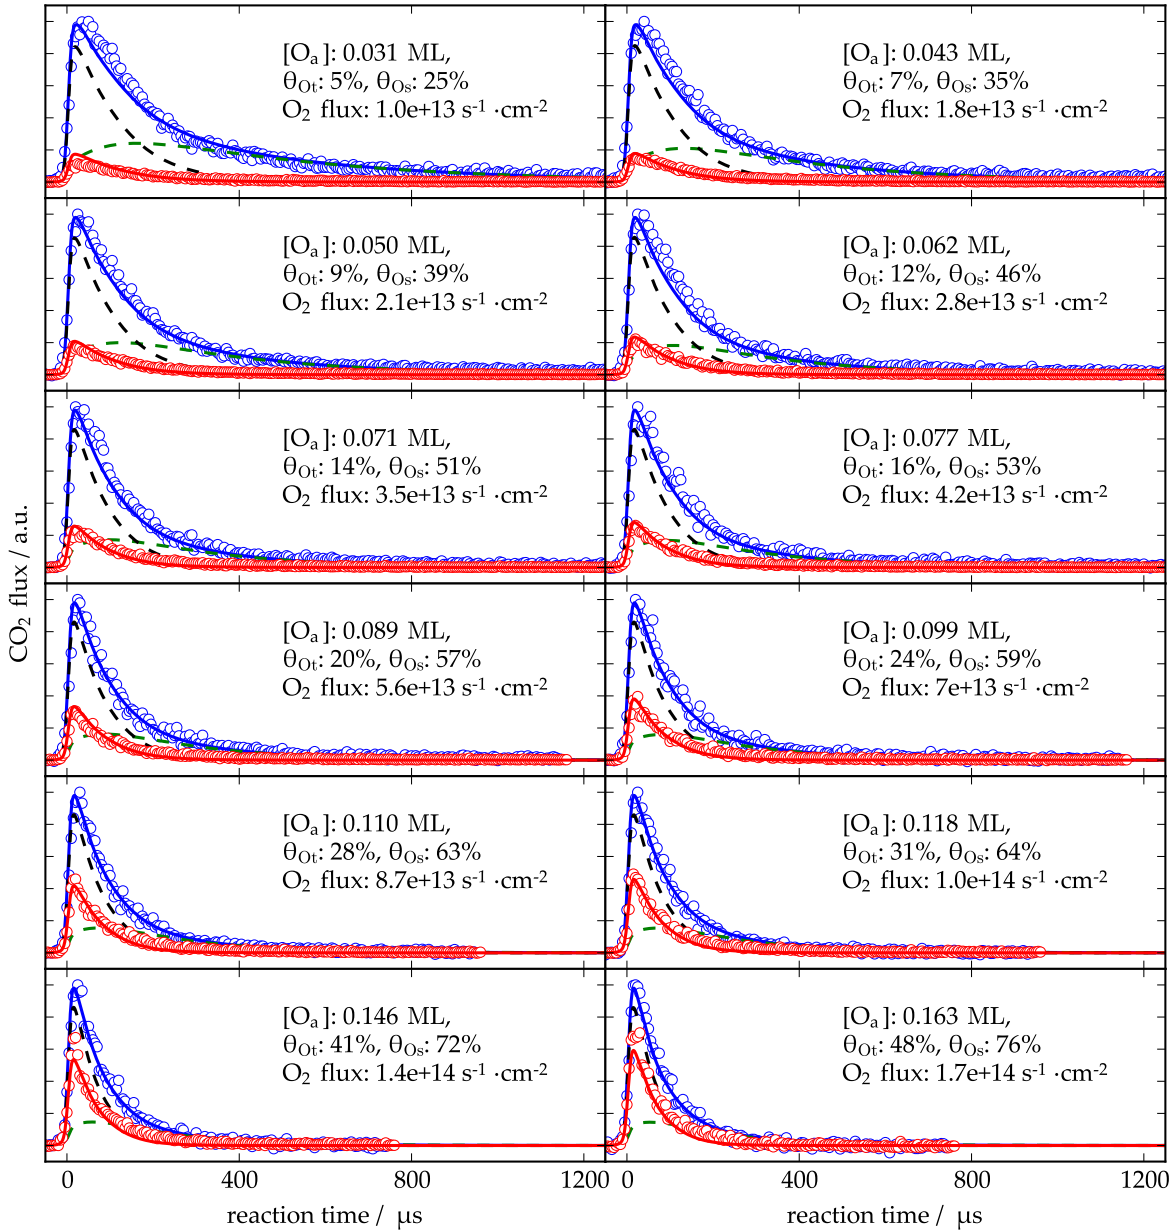 [Oₐ]: 0.031 ML,
θOt: 5%, θOs: 25%
O₂ flux: 1.0e+13 s⁻¹ ·cm⁻²
[Oₐ]: 0.043 ML,
θOt: 7%, θOs: 35%
O₂ flux: 1.8e+13 s⁻¹ ·cm⁻²
[Oₐ]: 0.050 ML,
θOt: 9%, θOs: 39%
O₂ flux: 2.1e+13 s⁻¹ ·cm⁻²
[Oₐ]: 0.062 ML,
θOt: 12%, θOs: 46%
O₂ flux: 2.8e+13 s⁻¹ ·cm⁻²
[Oₐ]: 0.071 ML,
θOt: 14%, θOs: 51%
O₂ flux: 3.5e+13 s⁻¹ ·cm⁻²
[Oₐ]: 0.077 ML,
θOt: 16%, θOs: 53%
O₂ flux: 4.2e+13 s⁻¹ ·cm⁻²
CO₂ flux / a.u.
[Oₐ]: 0.089 ML,
θOt: 20%, θOs: 57%
O₂ flux: 5.6e+13 s⁻¹ ·cm⁻²
[Oₐ]: 0.099 ML,
θOt: 24%, θOs: 59%
O₂ flux: 7e+13 s⁻¹ ·cm⁻²
[Oₐ]: 0.110 ML,
θOt: 28%, θOs: 63%
O₂ flux: 8.7e+13 s⁻¹ ·cm⁻²
[Oₐ]: 0.118 ML,
θOt: 31%, θOs: 64%
O₂ flux: 1.0e+14 s⁻¹ ·cm⁻²
[Oₐ]: 0.146 ML,
θOt: 41%, θOs: 72%
O₂ flux: 1.4e+14 s⁻¹ ·cm⁻²
[Oₐ]: 0.163 ML,
θOt: 48%, θOs: 76%
O₂ flux: 1.7e+14 s⁻¹ ·cm⁻²
0 400 800 1200
0 400 800 1200
reaction time / µs
reaction time / µs